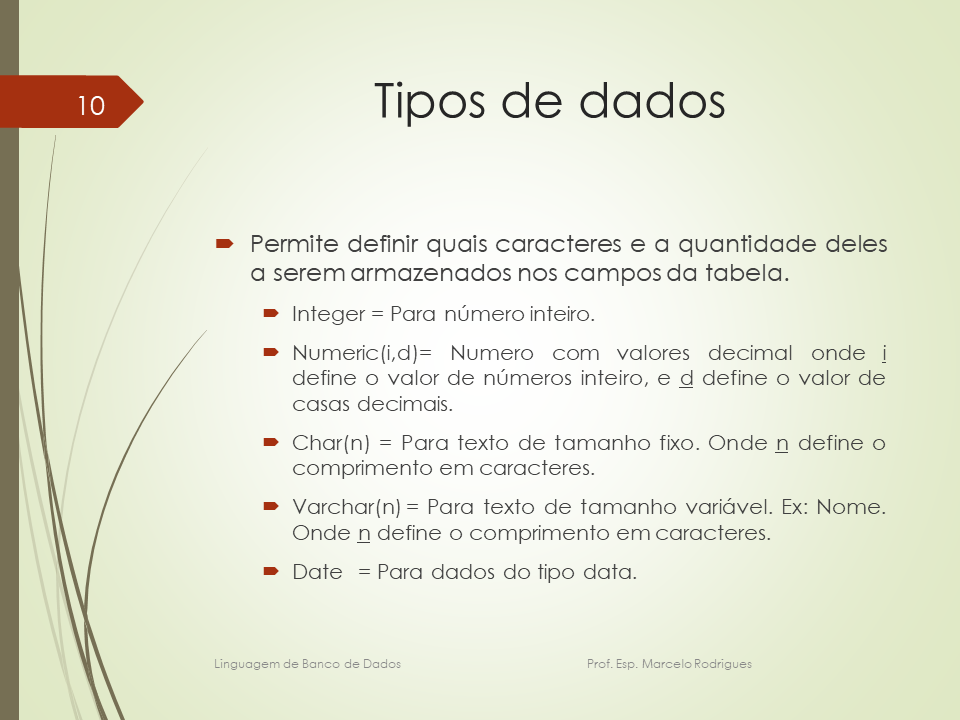 10
Tipos de dados
Permite definir quais caracteres e a quantidade deles
a serem armazenados nos campos da tabela.
Integer = Para número inteiro.
Numeric(i,d)= Numero com valores decimal onde i
define o valor de números inteiro, e d define o valor de
casas decimais.
Char(n) = Para texto de tamanho fixo. Onde n define o
comprimento em caracteres.
Varchar(n) = Para texto de tamanho variável. Ex: Nome.
Onde n define o comprimento em caracteres.
Date = Para dados do tipo data.
Linguagem de Banco de Dados Prof. Esp. Marcelo Rodrigues